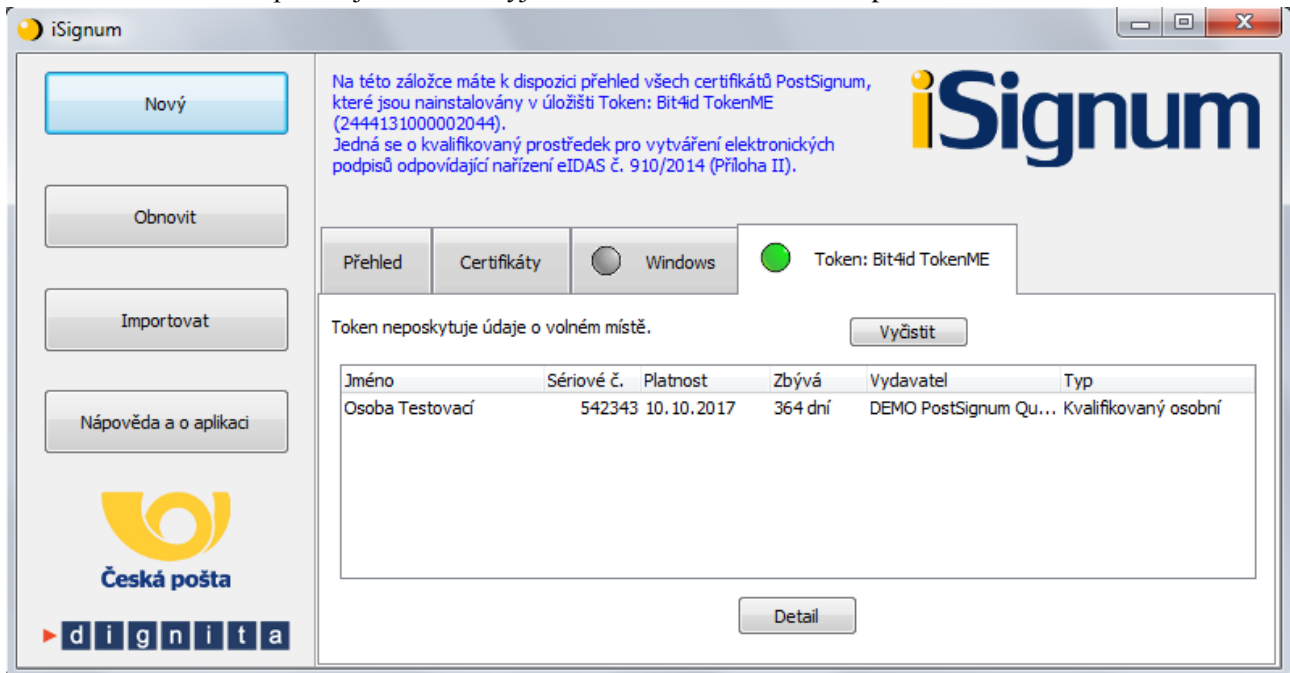 iSignum
Nový
Obnovit
Importovat
Nápověda a o aplikaci
Česká pošta
dignita
Na této záložce máte k dispozici přehled všech certifikátů PostSignum,
které jsou nainstalovány v úložišti Token: Bit4id TokenME
(2444131000002044).
Jedná se o kvalifikovaný prostředek pro vytváření elektronických
podpisů odpovídající nařízení eIDAS č. 910/2014 (Příloha II).
iSignum
Přehled Certifikáty Windows Token: Bit4id TokenME
Token neposkytuje údaje o volném místě. Vyčistit
Jméno Sériové č. Platnost Zbývá Vydavatel Typ
Osoba Testovací 542343 10.10.2017 364 dní DEMO PostSignum Qu... Kvalifikovaný osobní
Detail